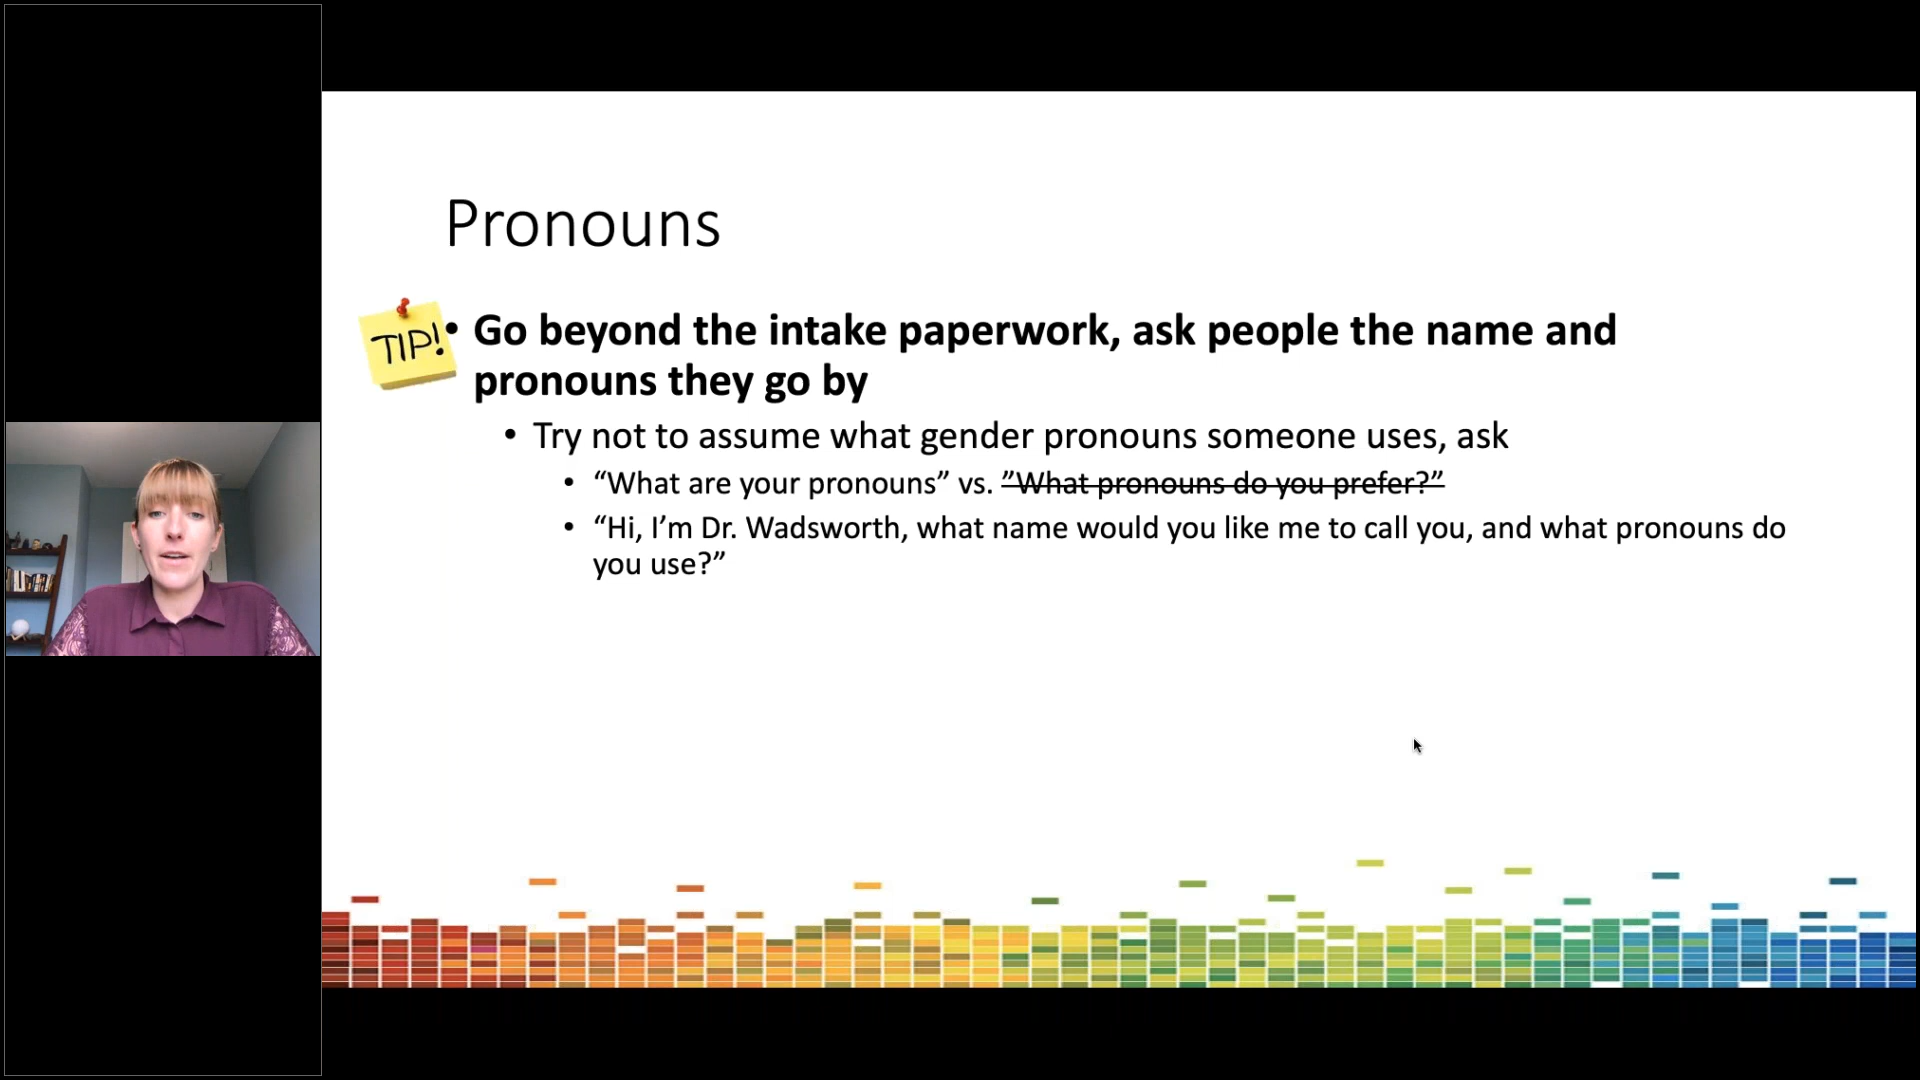 Pronouns
TIP!
• Go beyond the intake paperwork, ask people the name and
pronouns they go by
• Try not to assume what gender pronouns someone uses, ask
• “What are your pronouns” vs. ”What pronouns do you prefer?”
• “Hi, I’m Dr. Wadsworth, what name would you like me to call you, and what pronouns do
you use?”